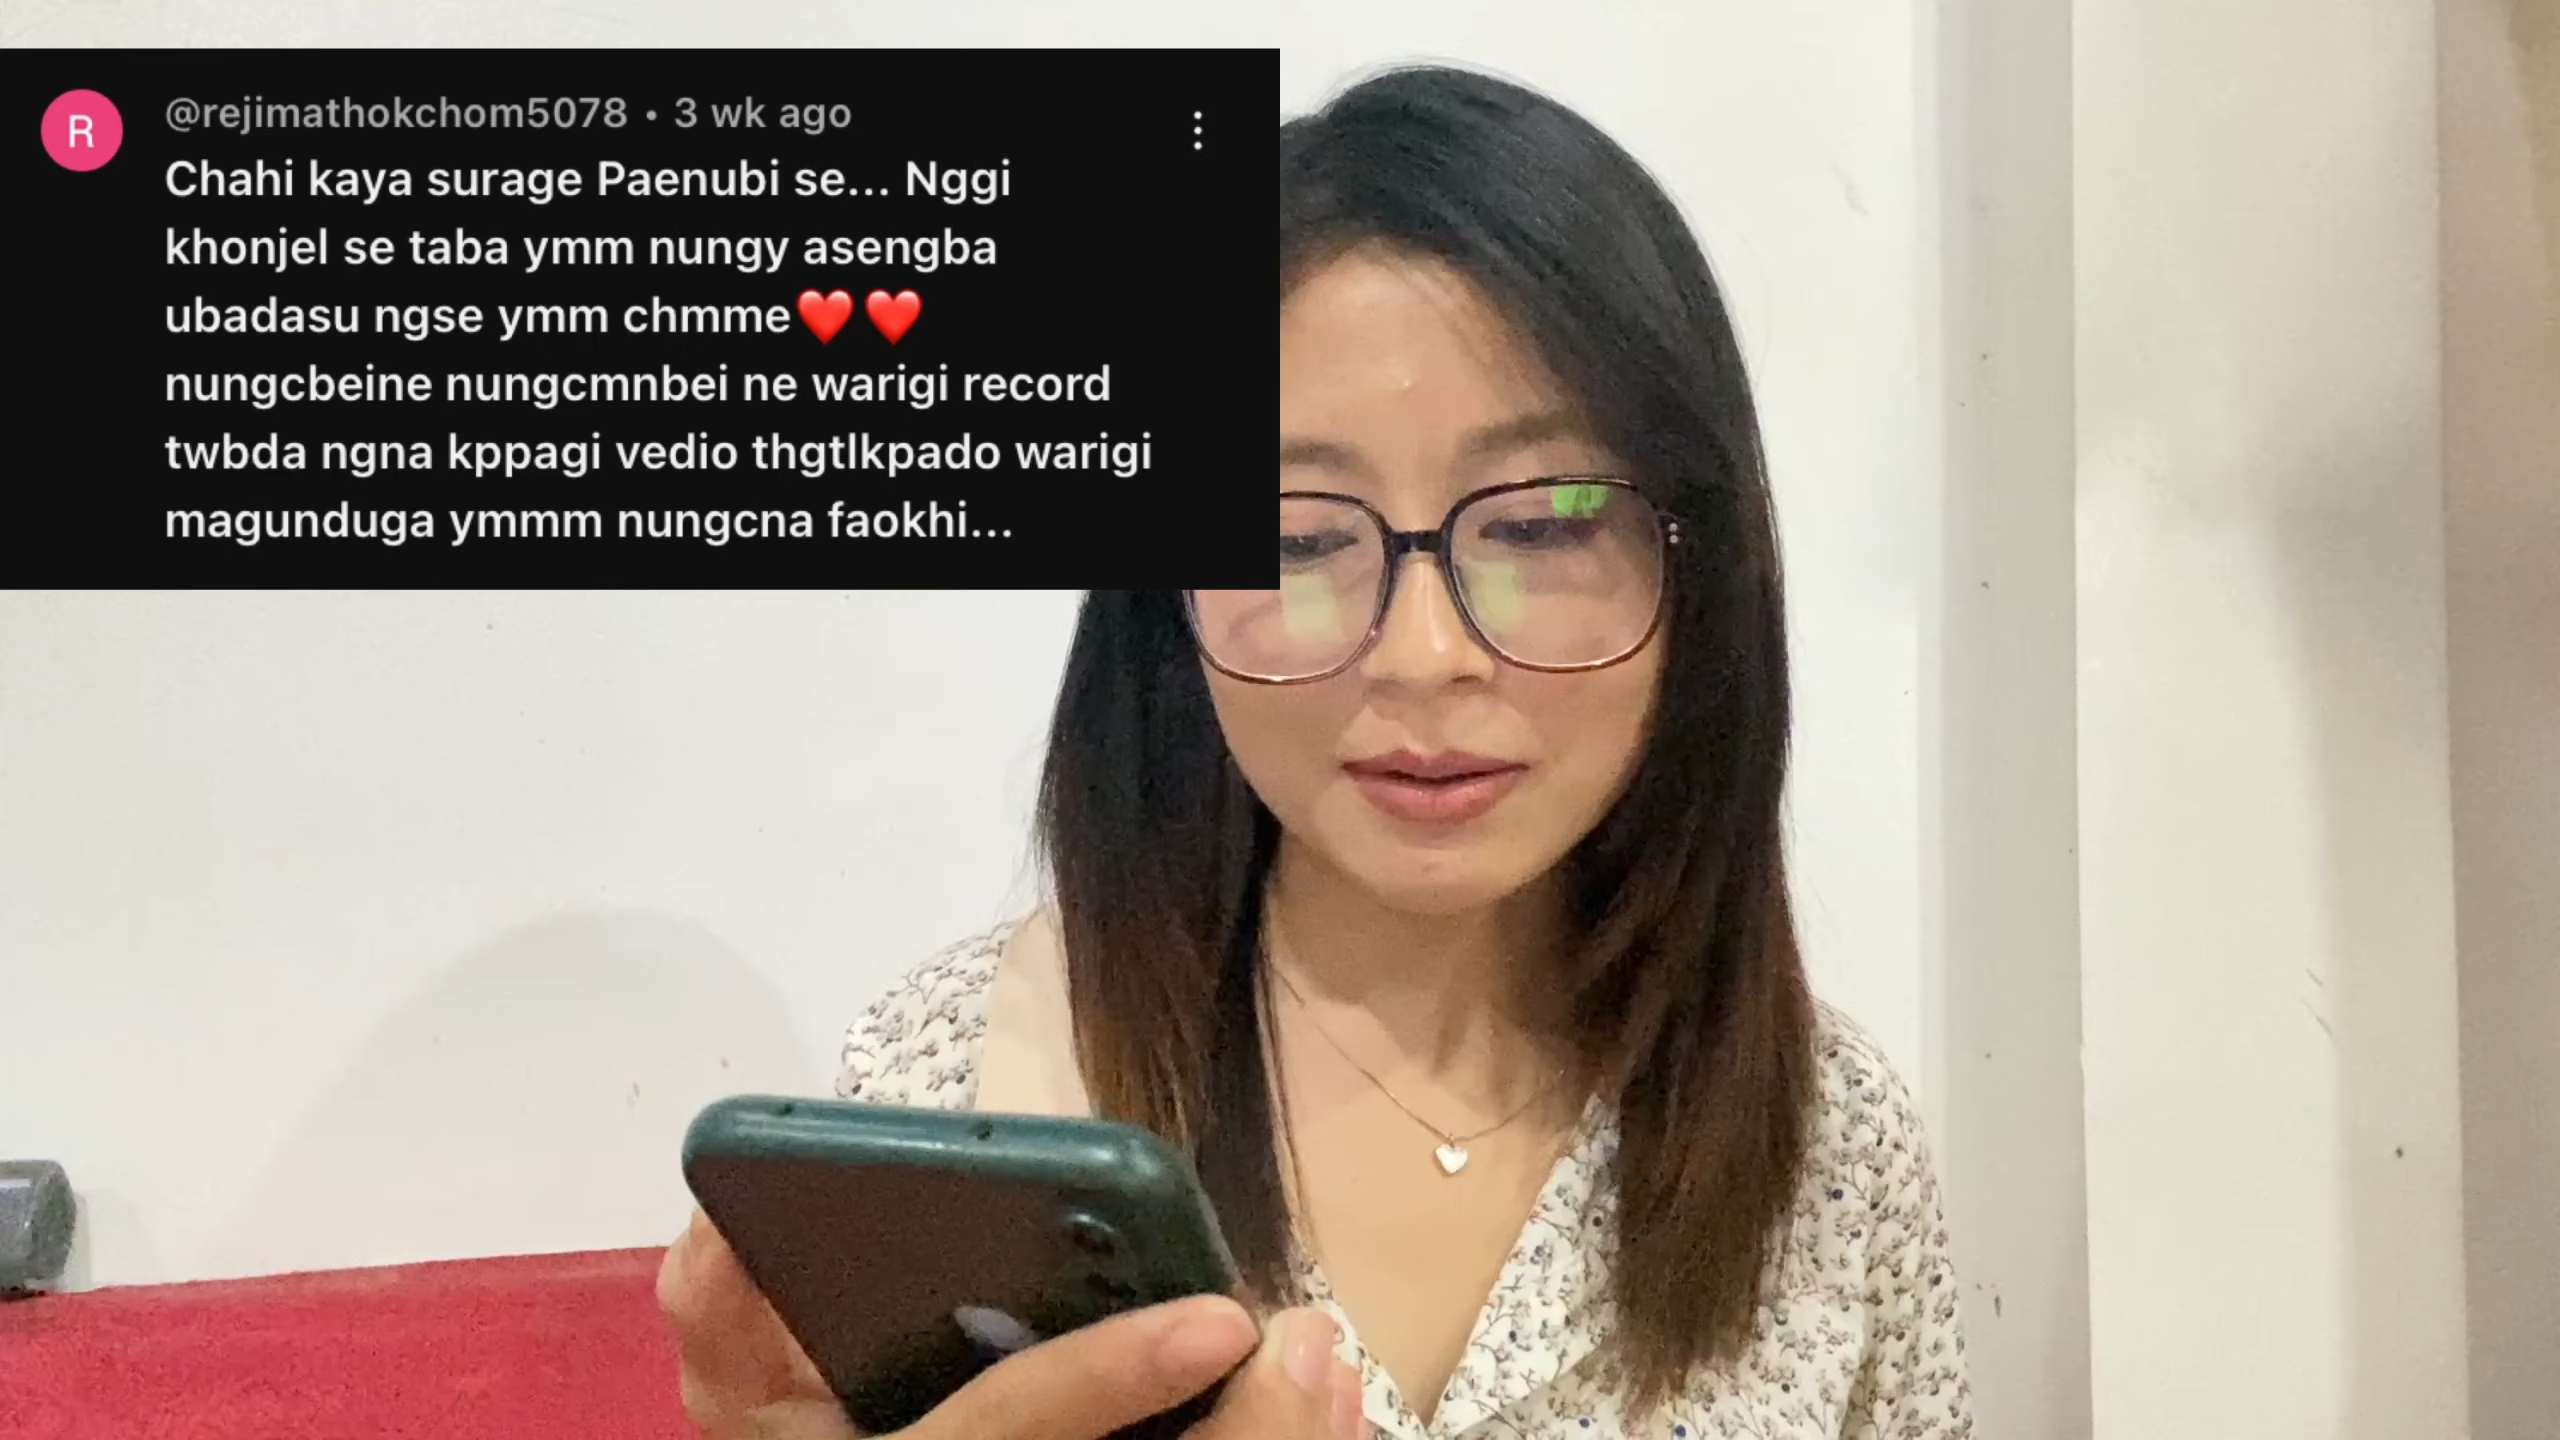 R
@rejimathokchom5078 • 3 wk ago
Chahi kaya surage Paenubi se... Nggi
khonjel se taba ymm nungy asengba
ubadasu ngse ymm chmme❤️❤️
nungcbeine nungcmnbei ne warigi record
twbda ngna kppagi vedio thgtlkpado warigi
magunduga ymmm nungcna faokhi...